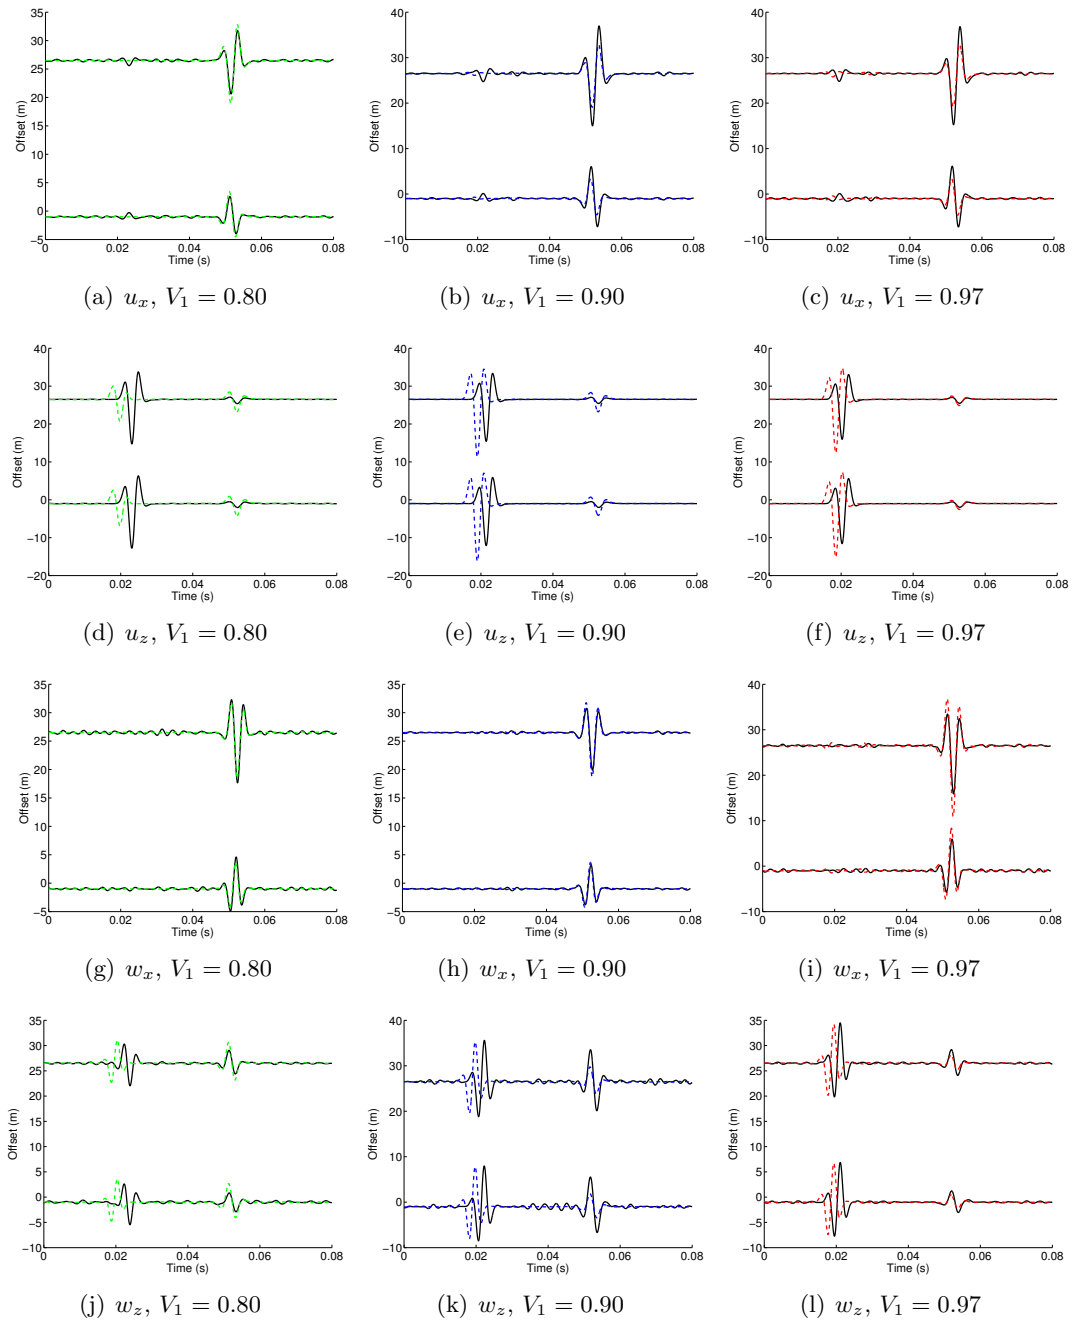 35
30
25
20
15
10
5
0
−5
Offset (m)
0 0.02 0.04 0.06 0.08
Time (s)
(a) u_x, V_1 = 0.80
40
30
20
10
0
−10
Offset (m)
0 0.02 0.04 0.06 0.08
Time (s)
(b) u_x, V_1 = 0.90
40
30
20
10
0
−10
Offset (m)
0 0.02 0.04 0.06 0.08
Time (s)
(c) u_x, V_1 = 0.97
40
30
20
10
0
−10
−20
Offset (m)
0 0.02 0.04 0.06 0.08
Time (s)
(d) u_z, V_1 = 0.80
40
30
20
10
0
−10
−20
Offset (m)
0 0.02 0.04 0.06 0.08
Time (s)
(e) u_z, V_1 = 0.90
40
30
20
10
0
−10
−20
Offset (m)
0 0.02 0.04 0.06 0.08
Time (s)
(f) u_z, V_1 = 0.97
35
30
25
20
15
10
5
0
−5
Offset (m)
0 0.02 0.04 0.06 0.08
Time (s)
(g) w_x, V_1 = 0.80
35
30
25
20
15
10
5
0
−5
Offset (m)
0 0.02 0.04 0.06 0.08
Time (s)
(h) w_x, V_1 = 0.90
40
30
20
10
0
−10
Offset (m)
0 0.02 0.04 0.06 0.08
Time (s)
(i) w_x, V_1 = 0.97
35
30
25
20
15
10
5
0
−5
−10
Offset (m)
0 0.02 0.04 0.06 0.08
Time (s)
(j) w_z, V_1 = 0.80
40
30
20
10
0
−10
Offset (m)
0 0.02 0.04 0.06 0.08
Time (s)
(k) w_z, V_1 = 0.90
35
30
25
20
15
10
5
0
−5
−10
Offset (m)
0 0.02 0.04 0.06 0.08
Time (s)
(l) w_z, V_1 = 0.97